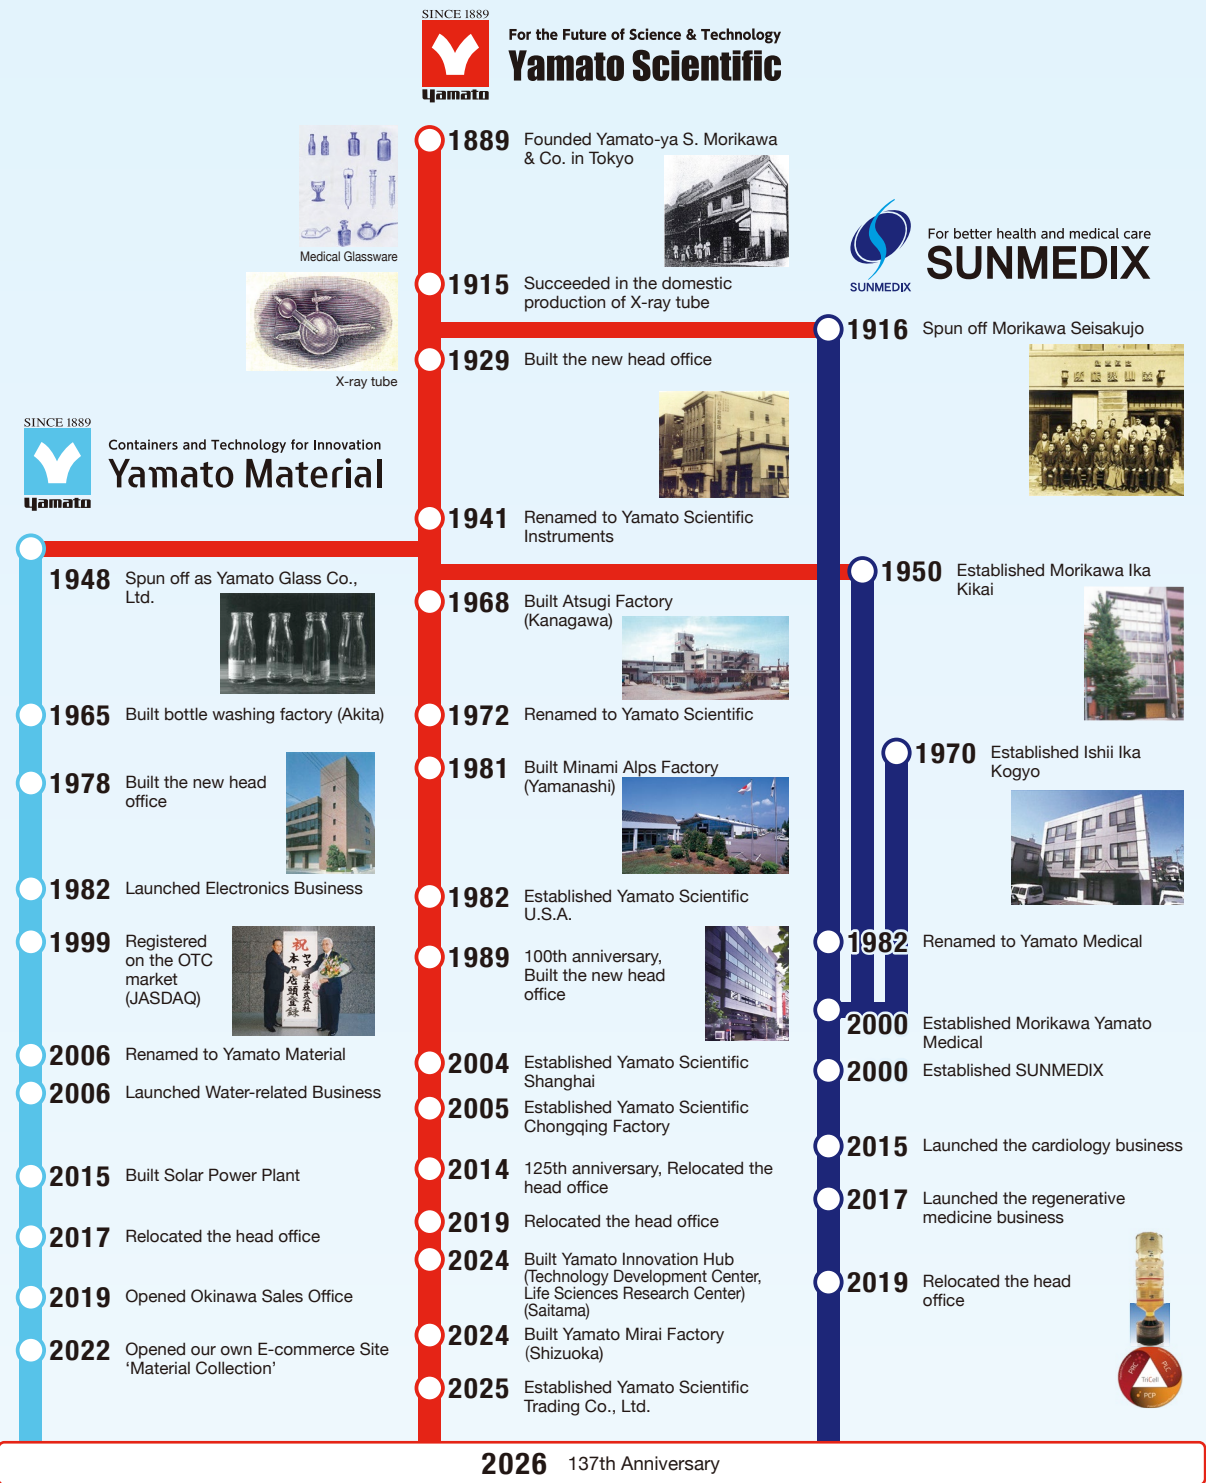 SINCE 1889
Yamato
For the Future of Science & Technology
Yamato Scientific
1889 Founded Yamato-ya S. Morikawa
& Co. in Tokyo
Medical Glassware
1915 Succeeded in the domestic
production of X-ray tube
X-ray tube
1929 Built the new head office
1941 Renamed to Yamato Scientific
Instruments
1968 Built Atsugi Factory
(Kanagawa)
1972 Renamed to Yamato Scientific
1981 Built Minami Alps Factory
(Yamanashi)
1982 Established Yamato Scientific
U.S.A.
1989 100th anniversary,
Built the new head
office
2004 Established Yamato Scientific
Shanghai
2005 Established Yamato Scientific
Chongqing Factory
2014 125th anniversary, Relocated the
head office
2019 Relocated the head office
2024 Built Yamato Innovation Hub
(Technology Development Center,
Life Sciences Research Center)
(Saitama)
2024 Built Yamato Mirai Factory
(Shizuoka)
2025 Established Yamato Scientific
Trading Co., Ltd.
SINCE 1889
Yamato
Containers and Technology for Innovation
Yamato Material
1948 Spun off as Yamato Glass Co.,
Ltd.
1965 Built bottle washing factory (Akita)
1978 Built the new head
office
1982 Launched Electronics Business
1999 Registered
on the OTC
market
(JASDAQ)
祝
店頭登録
2006 Renamed to Yamato Material
2006 Launched Water-related Business
2015 Built Solar Power Plant
2017 Relocated the head office
2019 Opened Okinawa Sales Office
2022 Opened our own E-commerce Site
‘Material Collection’
SUNMEDIX
For better health and medical care
SUNMEDIX
1916 Spun off Morikawa Seisakujo
1950 Established Morikawa Ika
Kikai
1970 Established Ishii Ika
Kogyo
1982 Renamed to Yamato Medical
2000 Established Morikawa Yamato
Medical
2000 Established SUNMEDIX
2015 Launched the cardiology business
2017 Launched the regenerative
medicine business
2019 Relocated the head
office
TriCell
PCP
2026 137th Anniversary